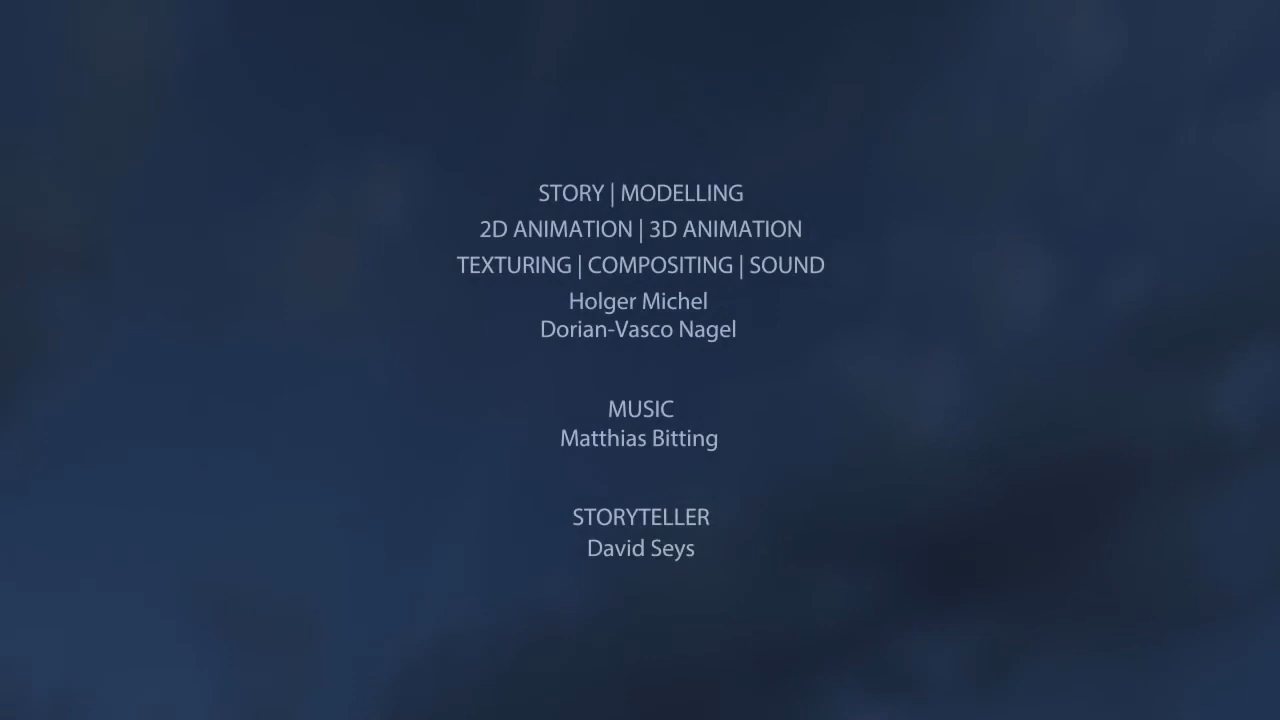 STORY | MODELLING
2D ANIMATION | 3D ANIMATION
TEXTURING | COMPOSITING | SOUND
Holger Michel
Dorian-Vasco Nagel
MUSIC
Matthias Bitting
STORYTELLER
David Seys